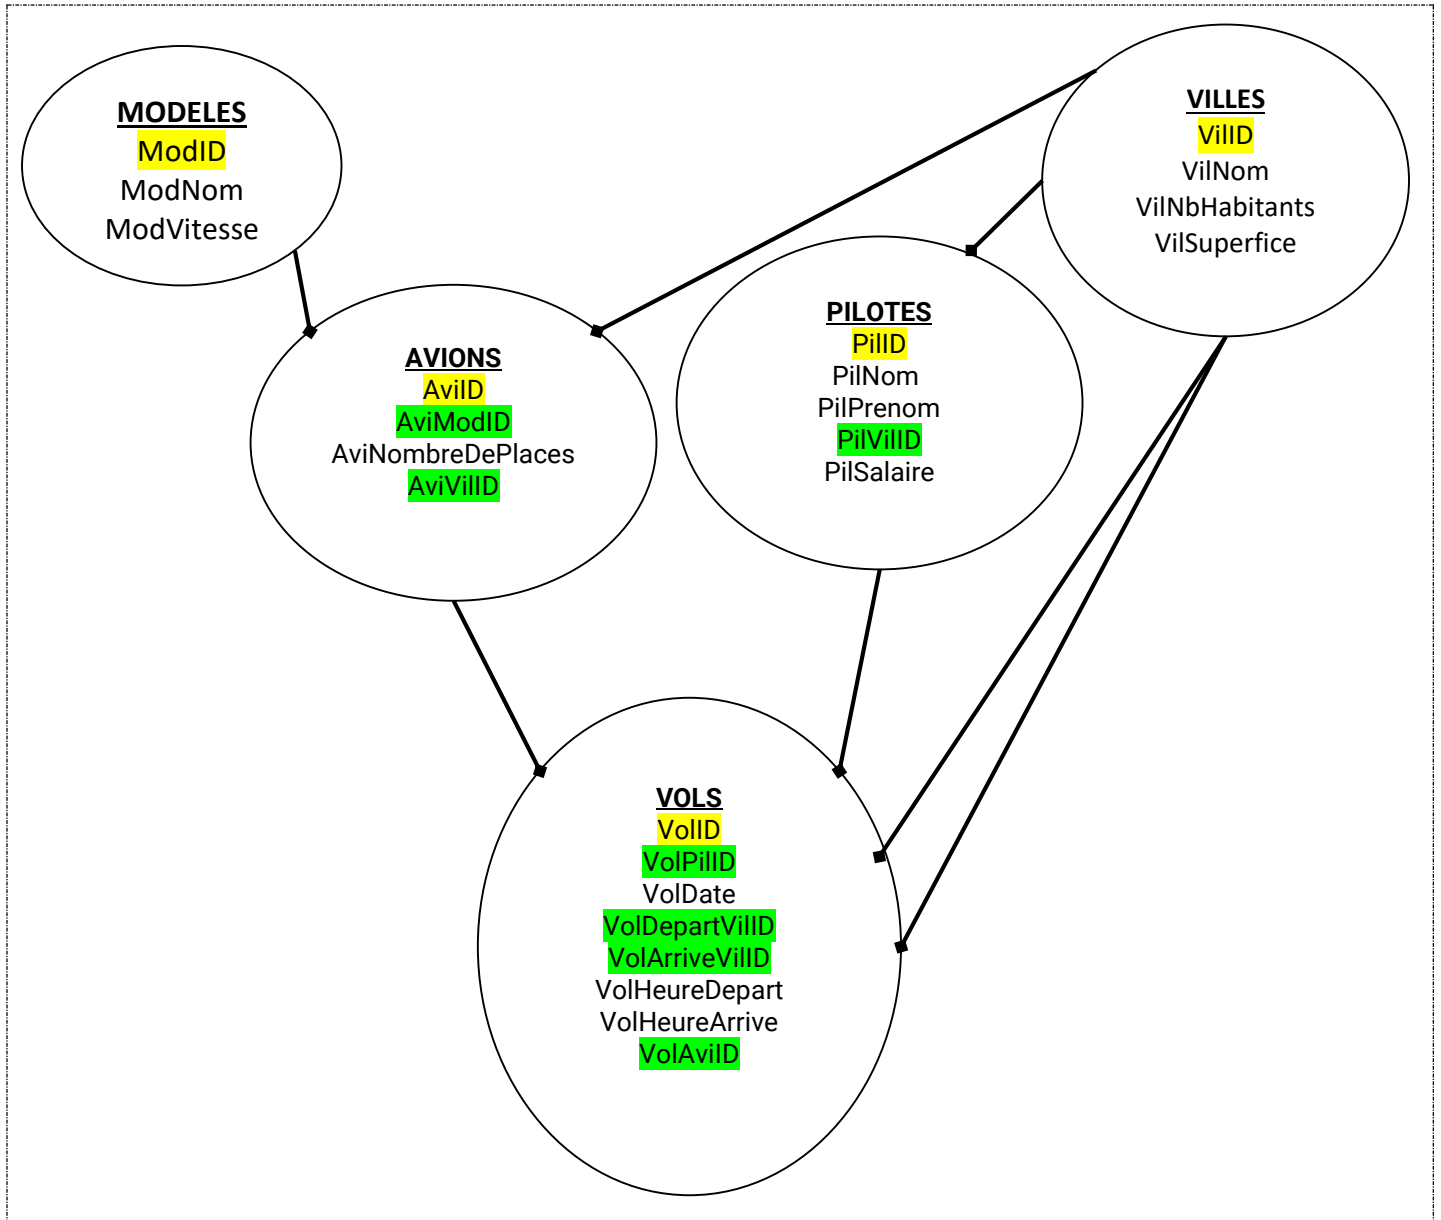 MODELES
ModID
ModNom
ModVitesse
VILLES
VilID
VilNom
VilNbHabitants
VilSuperfice
AVIONS
AviID
AviModID
AviNombreDePlaces
AviVilID
PILOTES
PilID
PilNom
PilPrenom
PilVilID
PilSalaire
VOLS
VolID
VolPilID
VolDate
VolDepartVilID
VolArriveVilID
VolHeureDepart
VolHeureArrive
VolAviID